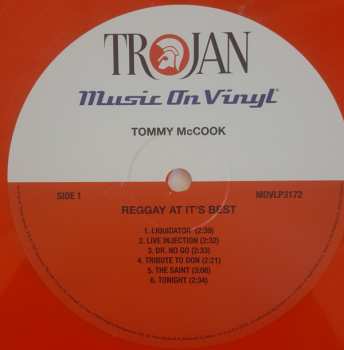 TROJAN
Music On Vinyl
TOMMY McCOOK
SIDE 1
MOVLP3172
REGGAY AT IT'S BEST
1. LIQUIDATOR (2:39)
2. LIVE INJECTION (2:32)
3. DR. NO GO (2:33)
4. TRIBUTE TO DON (2:21)
5. THE SAINT (3:06)
6. TONIGHT (2:34)